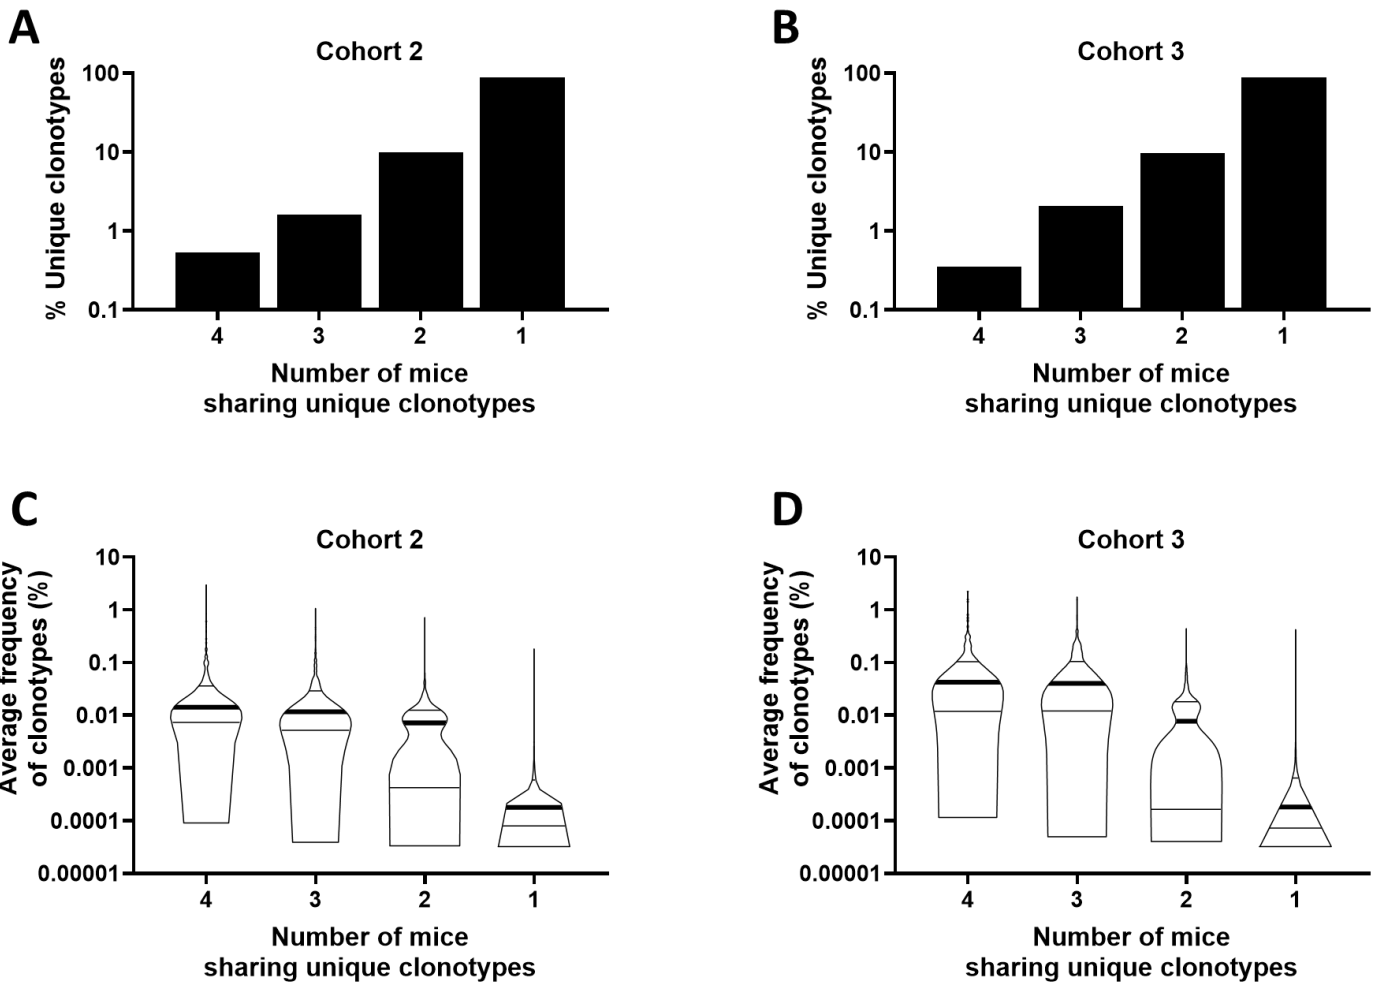 A
Cohort 2
% Unique clonotypes
100
10
1
0.1
4 3 2 1
Number of mice
sharing unique clonotypes
B
Cohort 3
% Unique clonotypes
100
10
1
0.1
4 3 2 1
Number of mice
sharing unique clonotypes
C
Cohort 2
Average frequency
of clonotypes (%)
10
1
0.1
0.01
0.001
0.0001
0.00001
4 3 2 1
Number of mice
sharing unique clonotypes
D
Cohort 3
Average frequency
of clonotypes (%)
10
1
0.1
0.01
0.001
0.0001
0.00001
4 3 2 1
Number of mice
sharing unique clonotypes